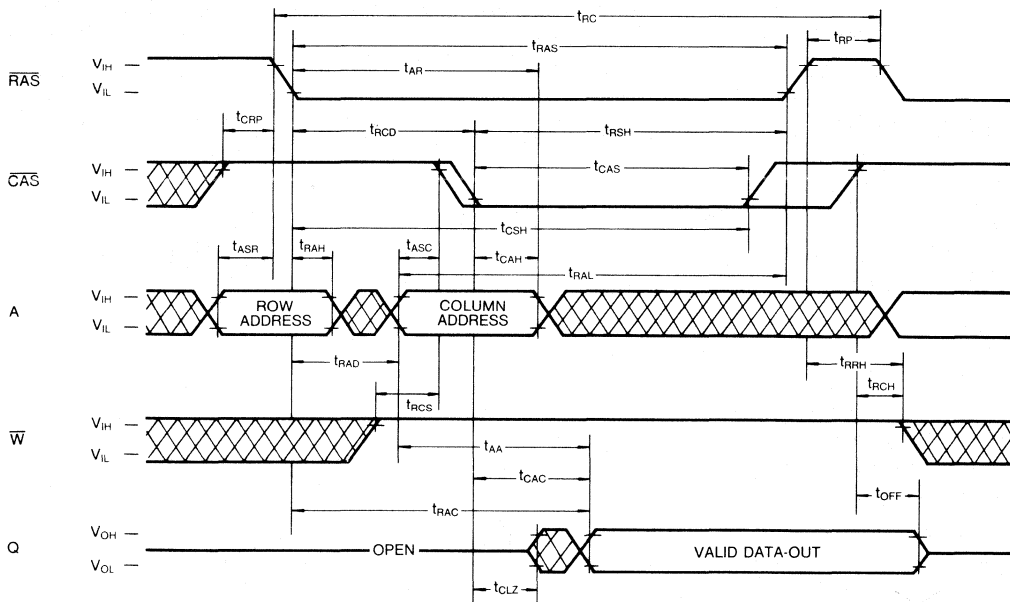 tRC
tRAS
tRP
tAR
RAS
VIH
VIL
tCRP
tRCD
tRSH
CAS
VIH
VIL
tCAS
tCSH
tASR
tRAH
tASC
tCAH
tRAL
A
VIH
VIL
ROW
ADDRESS
COLUMN
ADDRESS
tRAD
tRRH
tRCS
tRCH
W
VIH
VIL
tAA
tCAC
tOFF
tRAC
Q
VOH
VOL
OPEN
VALID DATA-OUT
tCLZ